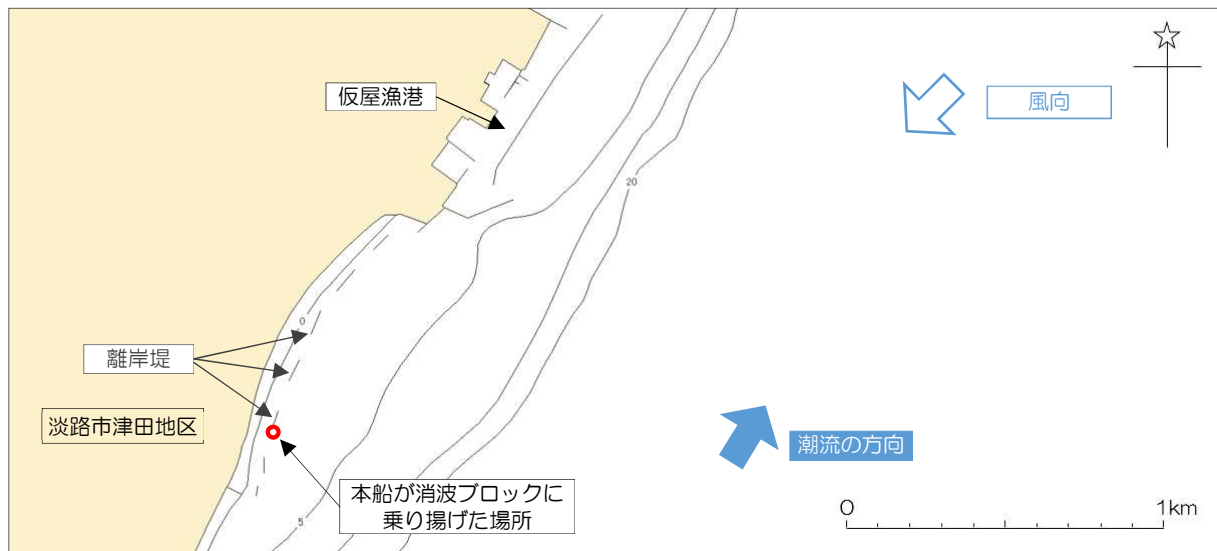 仮屋漁港
風向
20
0
離岸堤
淡路市津田地区
潮流の方向
本船が消波ブロックに
乗り揚げた場所
5
0
1km